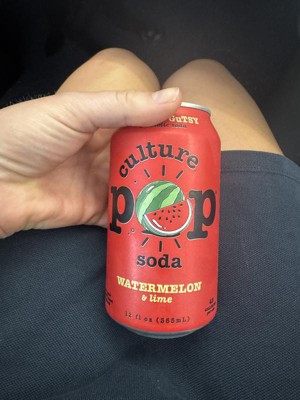 culture
pop
soda
WATERMELON
& lime
12 fl oz (355mL)